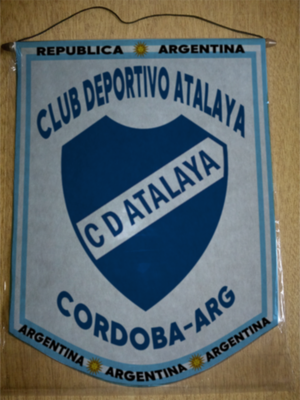 REPUBLICA ARGENTINA
CLUB DEPORTIVO ATALAYA
C D ATALAYA
CORDOBA-ARG
ARGENTINA ARGENTINA ARGENTINA